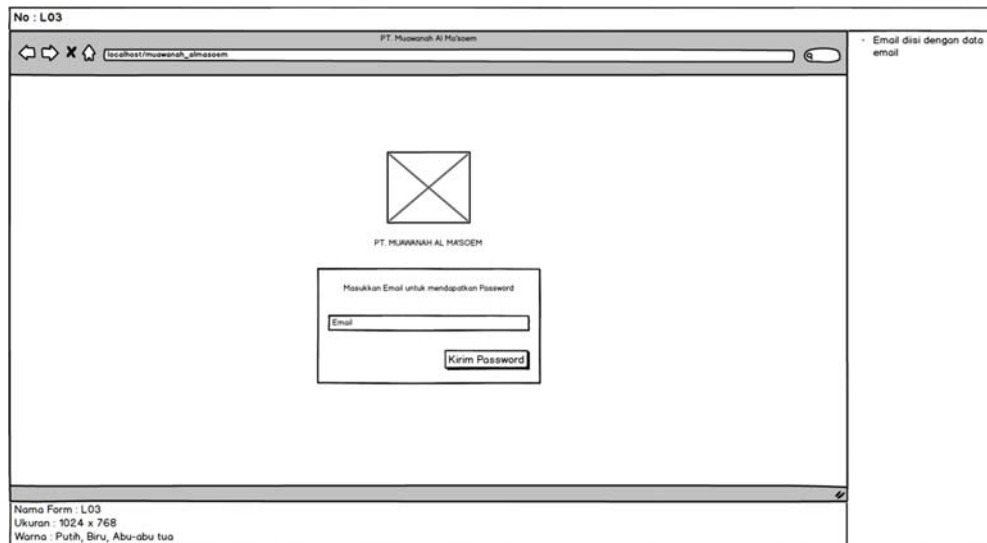 No : L03
PT. Muawanah Al Ma'soem
localhost/muawanah_almasoem
- Email diisi dengan data
email
PT. MUAWANAH AL MA'SOEM
Masukkan Email untuk mendapatkan Password
Email
Kirim Password
Nama Form : L03
Ukuran : 1024 x 768
Warna : Putih, Biru, Abu-abu tua